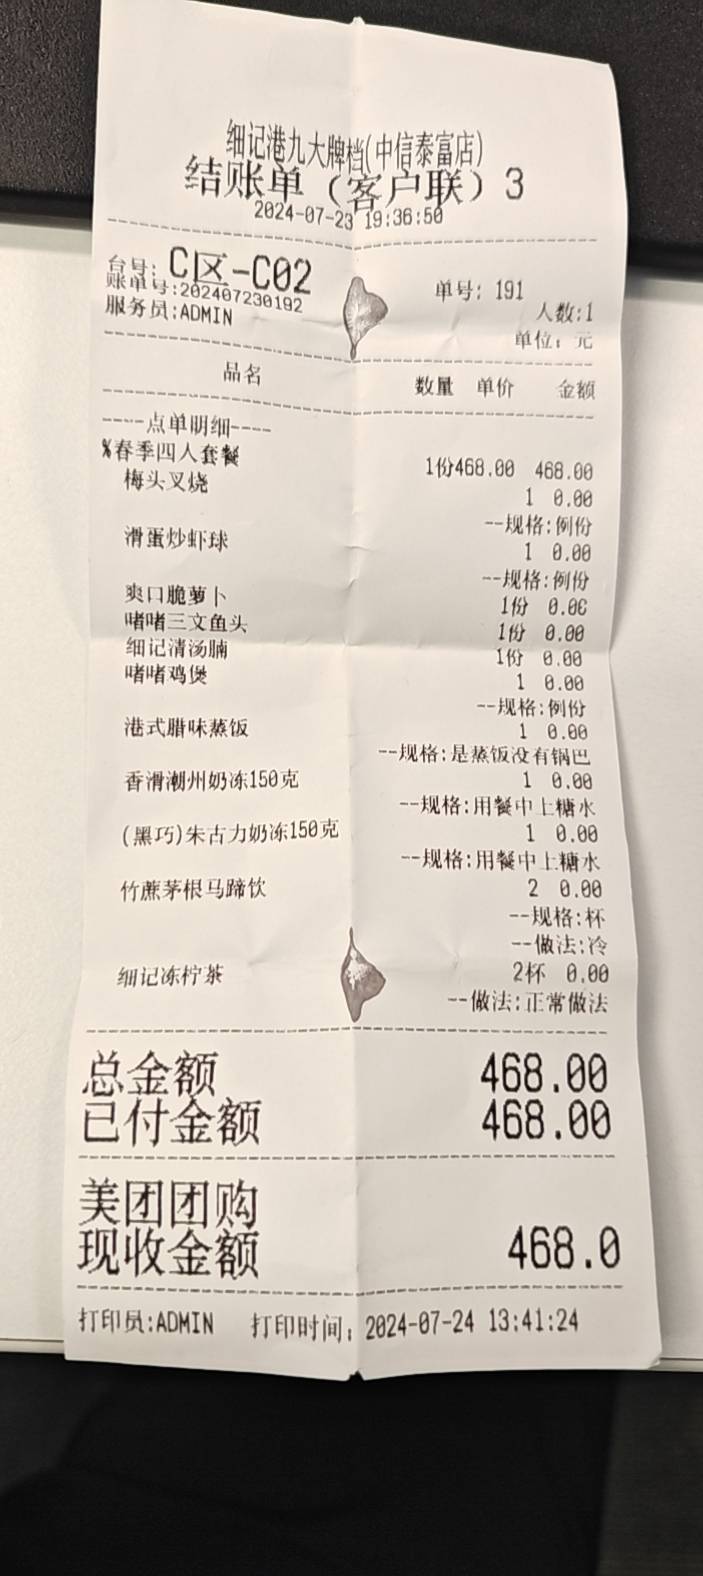 细记港九大牌档(中信泰富店)
结账单（客户联）3
2024-07-23 19:36:50
台号: C区-C02 单号: 191
账单号:202407230192 人数:1
服务员:ADMIN 单位: 元
品名 数量 单价 金额
----点单明细----
%春季四人套餐 1份468.00 468.00
梅头叉烧 1 0.00
--规格:例份
滑蛋炒虾球 1 0.00
--规格:例份
爽口脆萝卜 1份 0.00
啫啫三文鱼头 1份 0.00
细记清汤腩 1份 0.00
啫啫鸡煲 1 0.00
--规格:例份
港式腊味蒸饭 1 0.00
--规格:是蒸饭没有锅巴
香滑潮州奶冻150克 1 0.00
--规格:用餐中上糖水
(黑巧)朱古力奶冻150克 1 0.00
--规格:用餐中上糖水
竹蔗茅根马蹄饮 2 0.00
--规格:杯
--做法:冷
细记冻柠茶 2杯 0.00
--做法:正常做法
总金额 468.00
已付金额 468.00
美团团购
现收金额 468.0
打印员:ADMIN 打印时间: 2024-07-24 13:41:24